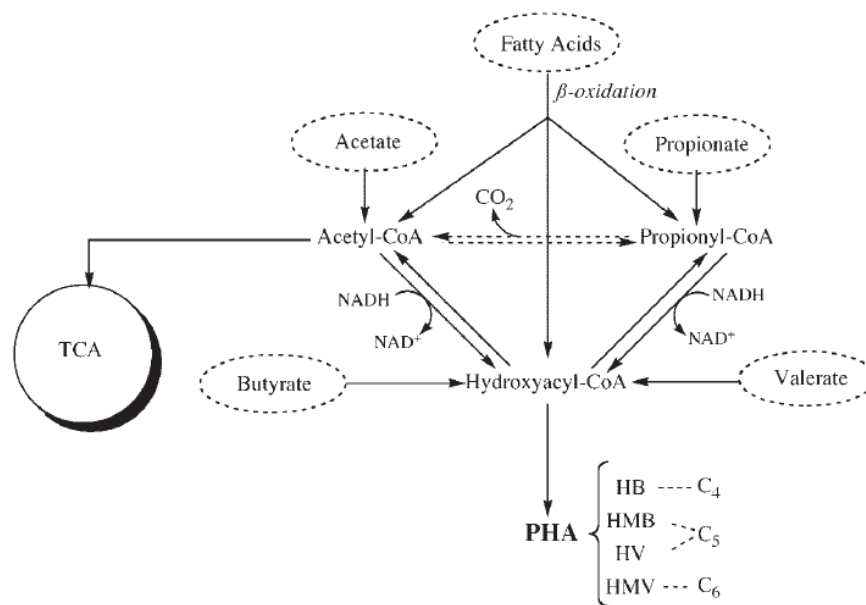 Fatty Acids
β-oxidation
Acetate
Propionate
CO₂
Acetyl-CoA
Propionyl-CoA
NADH
NAD⁺
NADH
NAD⁺
TCA
Butyrate
Hydroxyacyl-CoA
Valerate
PHA
HB
C₄
HMB
C₅
HV
HMV
C₆